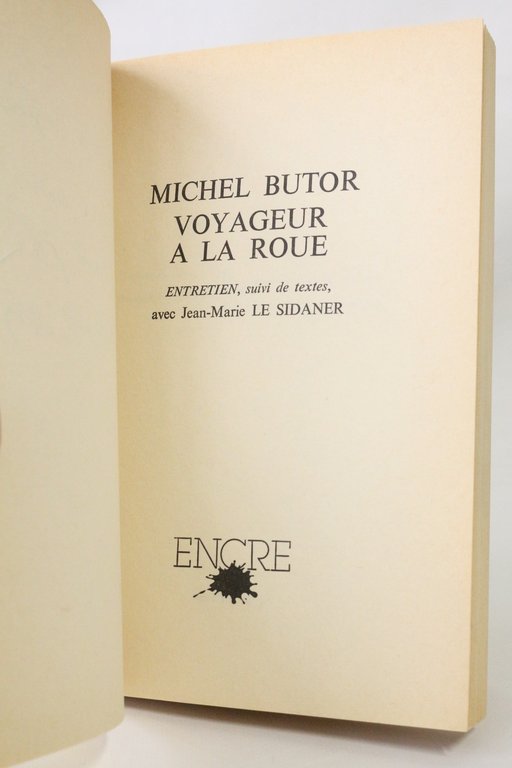 MICHEL BUTOR
VOYAGEUR
A LA ROUE
ENTRETIEN, suivi de textes,
avec Jean-Marie LE SIDANER
ENCRE